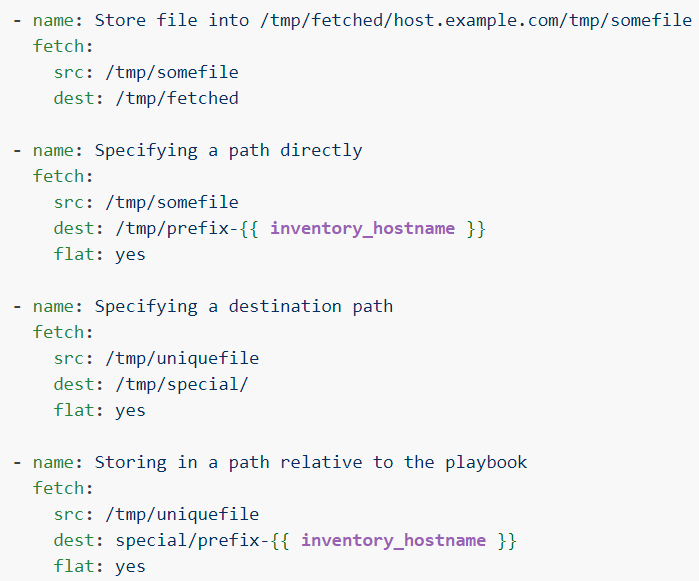 - name: Store file into /tmp/fetched/host.example.com/tmp/somefile
  fetch:
    src: /tmp/somefile
    dest: /tmp/fetched

- name: Specifying a path directly
  fetch:
    src: /tmp/somefile
    dest: /tmp/prefix-{{ inventory_hostname }}
    flat: yes

- name: Specifying a destination path
  fetch:
    src: /tmp/uniquefile
    dest: /tmp/special/
    flat: yes

- name: Storing in a path relative to the playbook
  fetch:
    src: /tmp/uniquefile
    dest: special/prefix-{{ inventory_hostname }}
    flat: yes